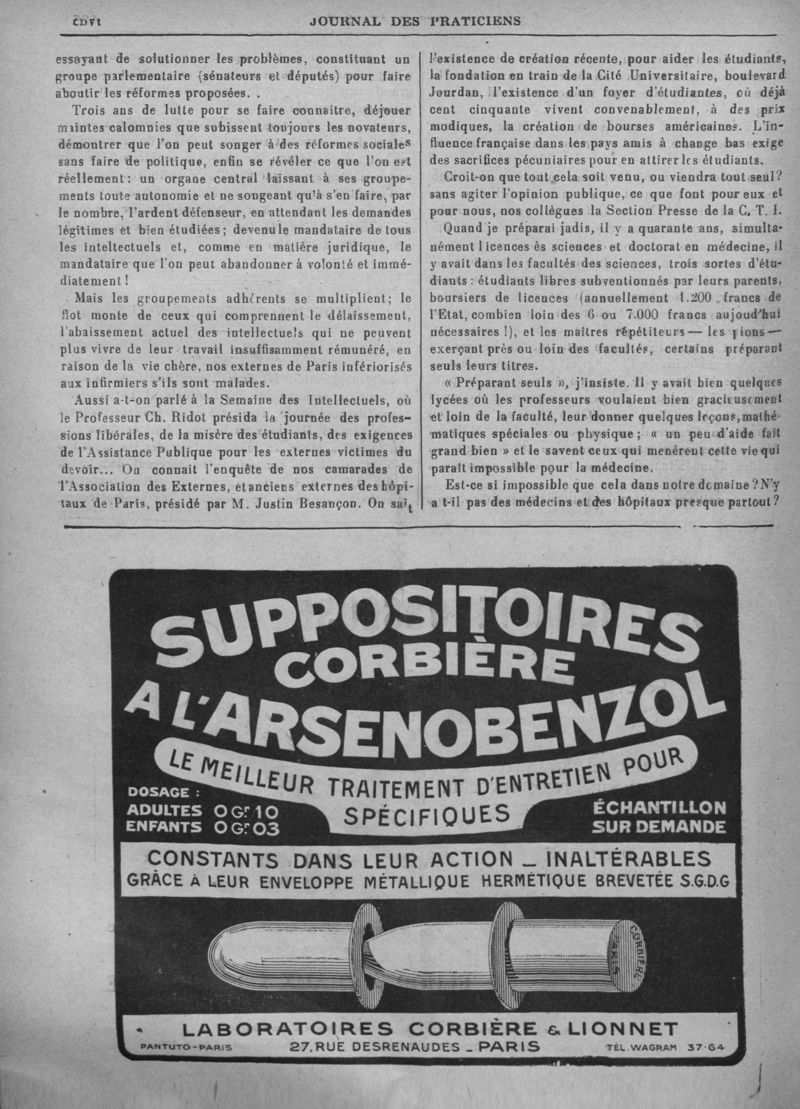 CDVI
JOURNAL DES PRATICIENS
essayant de solutionner les problèmes, constituant un
groupe parlementaire (sénateurs et députés) pour faire
aboutir les réformes proposées. .
Trois ans de lutte pour se faire connaître, déjouer
maintes calomnies que subissent toujours les novateurs,
démontrer que l'on peut songer à des réformes sociales
sans faire de politique, enfin se révéler ce que l'on est
réellement : un organe central laissant à ses groupe-
ments toute autonomie et ne songeant qu'à s'en faire, par
le nombre, l'ardent défenseur, en attendant les demandes
légitimes et bien étudiées ; devenu le mandataire de tous
les intellectuels et, comme en matière juridique, le
mandataire que l'on peut abandonner à volonté et immé-
diatement !
Mais les groupements adhérents se multiplient ; le
flot monte de ceux qui comprennent le délaissement,
l'abaissement actuel des intellectuels qui ne peuvent
plus vivre de leur travail insuffisamment rémunéré, en
raison de la vie chère, nos externes de Paris infériorisés
aux infirmiers s'ils sont malades.
Aussi a-t-on parlé à la Semaine des Intellectuels, où
le Professeur Ch. Ridot présida la journée des profes-
sions libérales, de la misère des étudiants, des exigences
de l'Assistance Publique pour les externes victimes du
devoir... On connait l'enquête de nos camarades de
l'Association des Externes, et anciens externes des hôpi-
taux de Paris, présidé par M. Justin Besançon. On sait
l'existence de création récente, pour aider les étudiants,
la fondation en train de la Cité Universitaire, boulevard
Jourdan, l'existence d'un foyer d'étudiantes, où déjà
cent cinquante vivent convenablement, à des prix
modiques, la création de bourses américaines. L'in-
fluence française dans les pays amis à change bas exige
des sacrifices pécuniaires pour en attirer les étudiants.
Croit-on que tout cela soit venu, ou viendra tout seul ?
sans agiter l'opinion publique, ce que font pour eux et
pour nous, nos collégues la Section Presse de la C. T. I.
Quand je préparai jadis, il y a quarante ans, simulta-
nément licences ès sciences et doctorat en médecine, il
y avait dans les facultés des sciences, trois sortes d'étu-
diants : étudiants libres subventionnés par leurs parents,
boursiers de licences (annuellement 1.200 francs de
l'Etat, combien loin des 6 ou 7.000 francs aujoud'hui
nécessaires !), et les maîtres répétiteurs — les pions —
exerçant près ou loin des facultés, certains préparant
seuls leurs titres.
« Préparant seuls », j'insiste. Il y avait bien quelques
lycées où les professeurs voulaient bien gracieusement
et loin de la faculté, leur donner quelques leçons, mathé-
matiques spéciales ou physique ; « un peu d'aide fait
grand bien » et le savent ceux qui menèrent cette vie qui
paraît impossible pour la médecine.
Est-ce si impossible que cela dans notre domaine ? N'y
a t-il pas des médecins et des hôpitaux presque partout ?
SUPPOSITOIRES
CORBIÈRE
A L'ARSENOBENZOL
LE MEILLEUR TRAITEMENT D'ENTRETIEN POUR
SPÉCIFIQUES
DOSAGE :
ADULTES 0 Gr 10
ENFANTS 0 Gr 03
ÉCHANTILLON
SUR DEMANDE
CONSTANTS DANS LEUR ACTION _ INALTÉRABLES
GRÂCE À LEUR ENVELOPPE MÉTALLIQUE HERMÉTIQUE BREVETÉE S.G.D.G
CORBIÈRE
PARIS
LABORATOIRES CORBIÈRE & LIONNET
PANTUTO-PARIS
27, RUE DESRENAUDES _ PARIS
TÉL. WAGRAM 37-64